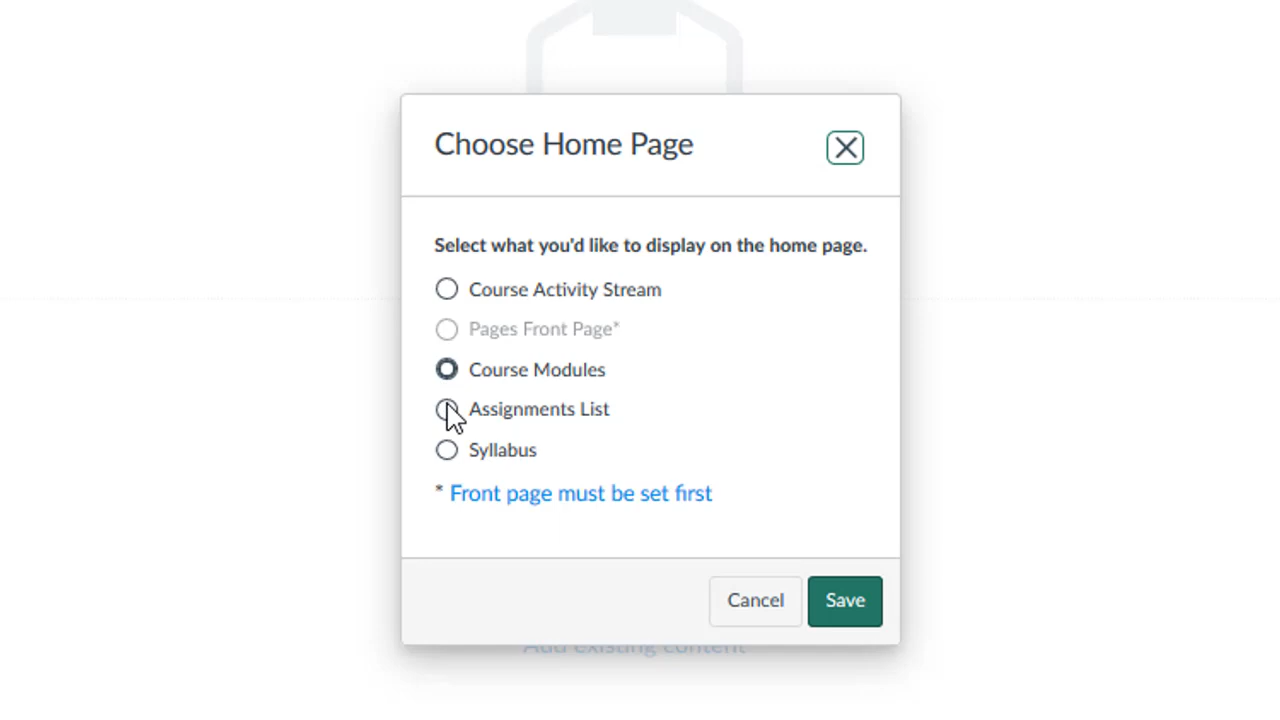 Choose Home Page
Select what you'd like to display on the home page.
Course Activity Stream
Pages Front Page*
Course Modules
Assignments List
Syllabus
* Front page must be set first
Cancel Save
Add existing content